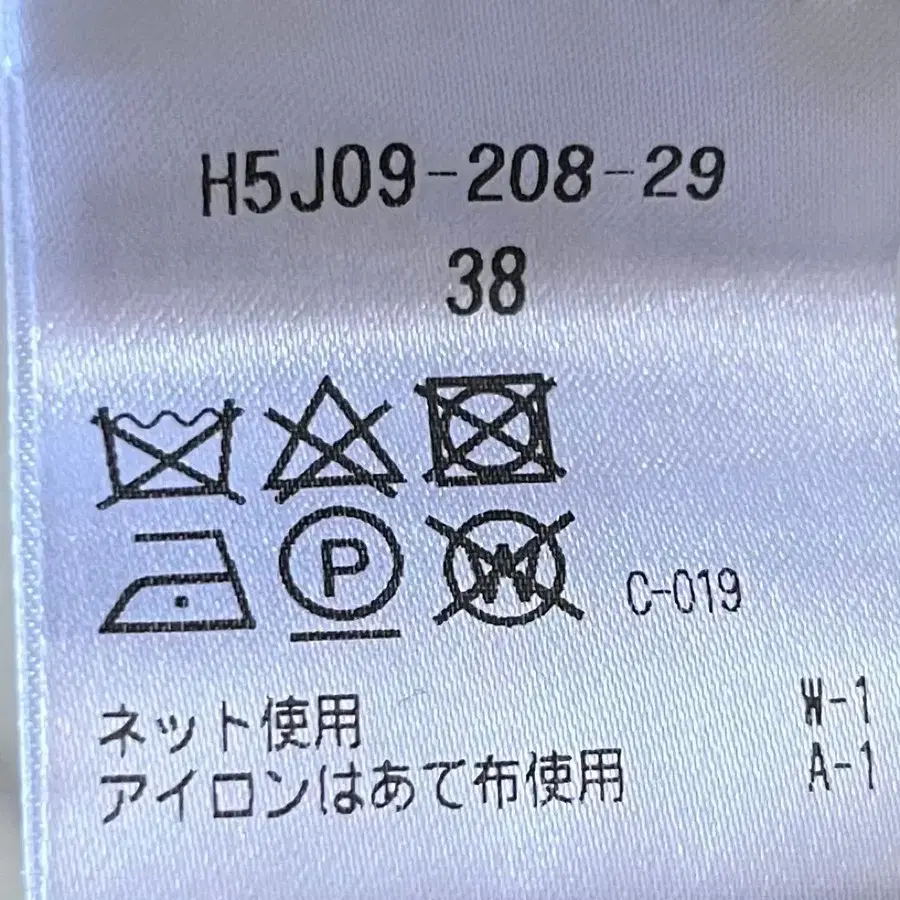 H5J09-208-29
38
P W C-019
ネット使用 W-1
アイロンはあて布使用 A-1